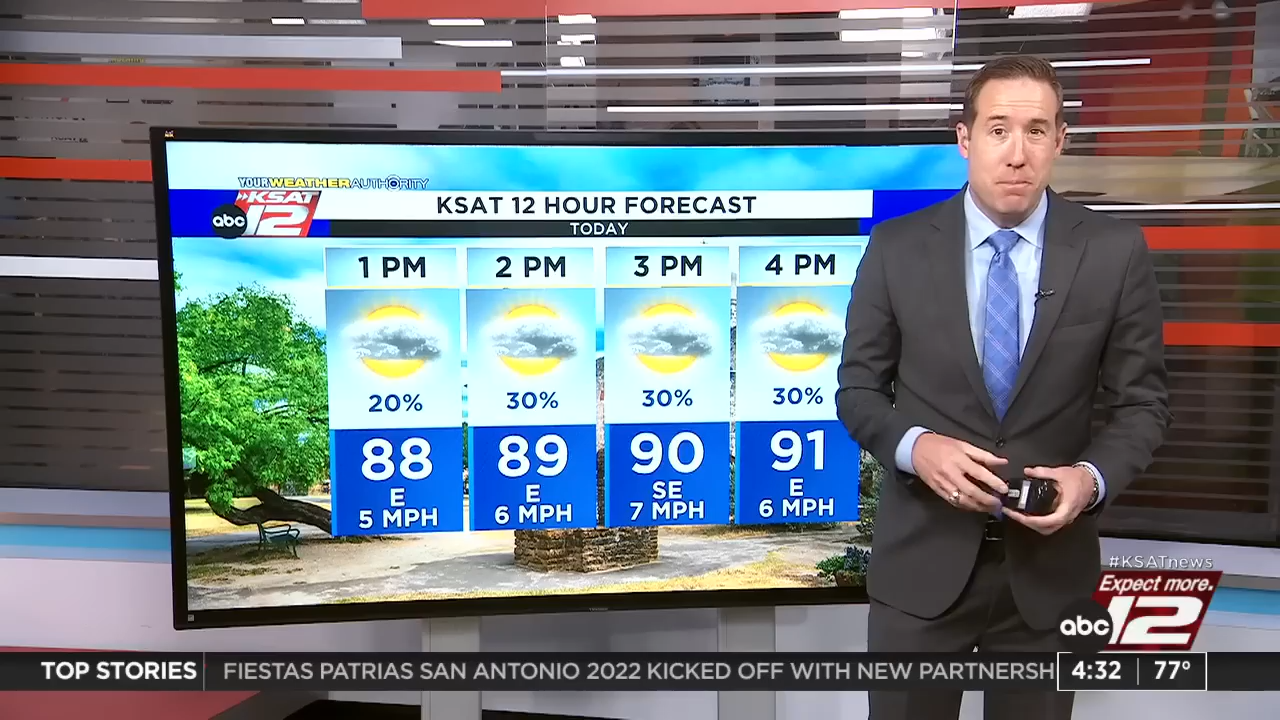 YOUR WEATHER AUTHORITY
KSAT
abc 12
KSAT 12 HOUR FORECAST
TODAY
1 PM 2 PM 3 PM 4 PM
20% 30% 30% 30%
88 89 90 91
E E SE E
5 MPH 6 MPH 7 MPH 6 MPH
#KSATnews
Expect more.
abc 12
TOP STORIES FIESTAS PATRIAS SAN ANTONIO 2022 KICKED OFF WITH NEW PARTNERSH 4:32 77°